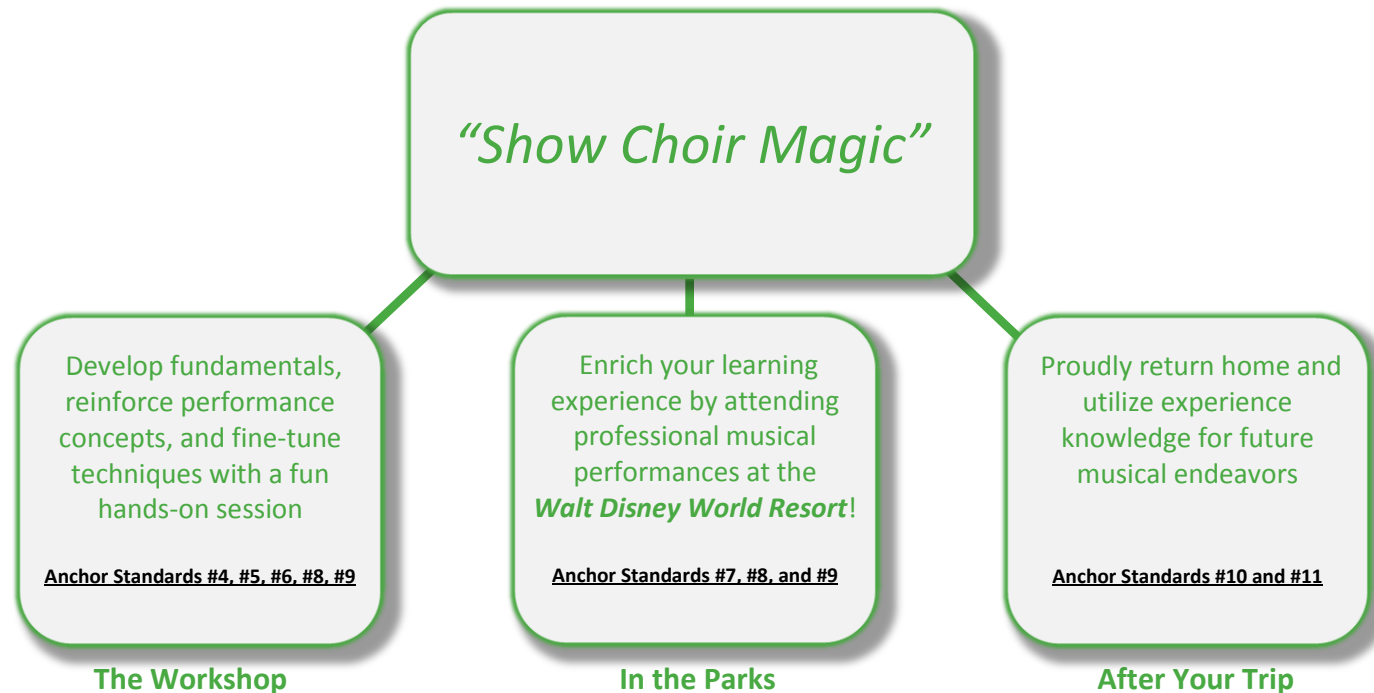 “Show Choir Magic”
Develop fundamentals,
reinforce performance
concepts, and fine-tune
techniques with a fun
hands-on session
Anchor Standards #4, #5, #6, #8, #9
The Workshop
Enrich your learning
experience by attending
professional musical
performances at the
Walt Disney World Resort!
Anchor Standards #7, #8, and #9
In the Parks
Proudly return home and
utilize experience
knowledge for future
musical endeavors
Anchor Standards #10 and #11
After Your Trip